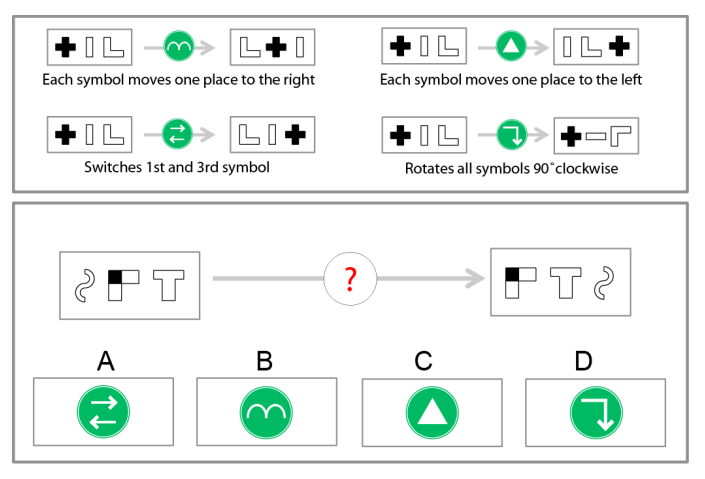 Each symbol moves one place to the right
Each symbol moves one place to the left
Switches 1st and 3rd symbol
Rotates all symbols 90˚clockwise
?
A
B
C
D